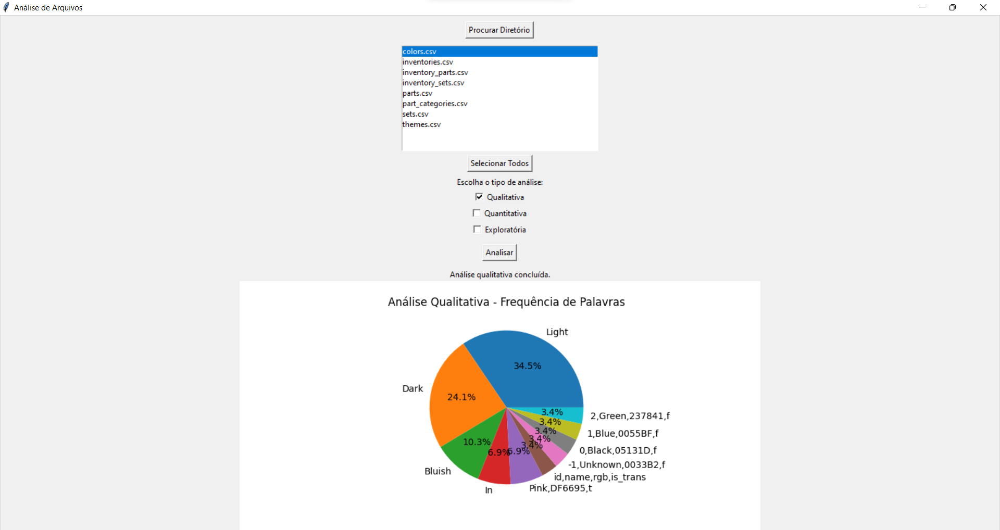 Análise de Arquivos
Procurar Diretório
colors.csv
inventories.csv
inventory_parts.csv
inventory_sets.csv
parts.csv
part_categories.csv
sets.csv
themes.csv
Selecionar Todos
Escolha o tipo de análise:
Qualitativa
Quantitativa
Exploratória
Analisar
Análise qualitativa concluída.
Análise Qualitativa - Frequência de Palavras
Light
34.5%
Dark
24.1%
Bluish
10.3%
In
6.9%
Pink,DF6695,t
6.9%
id,name,rgb,is_trans
3.4%
-1,Unknown,0033B2,f
3.4%
0,Black,05131D,f
3.4%
1,Blue,0055BF,f
3.4%
2,Green,237841,f
3.4%